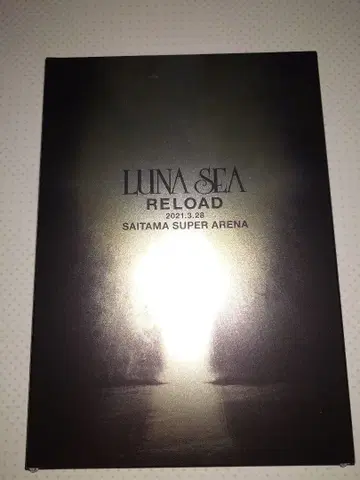 LUNA SEA
RELOAD
2021.3.28
SAITAMA SUPER ARENA